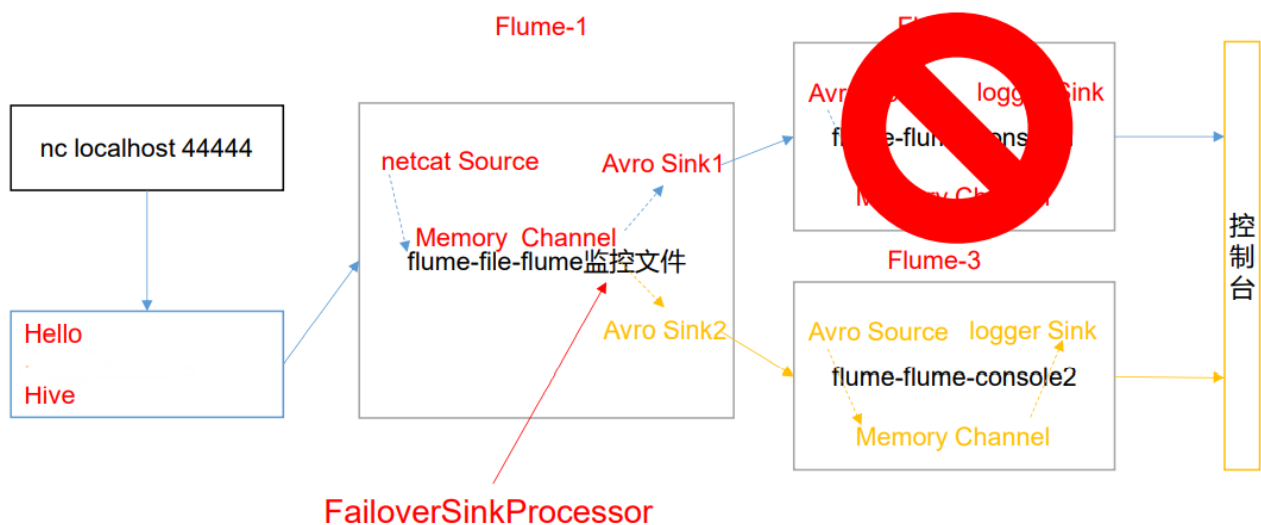 Flume-1
nc localhost 44444
Hello
Hive
netcat Source
Avro Sink1
Memory Channel
flume-file-flume监控文件
Avro Sink2
FailoverSinkProcessor
logger Sink
Flume-3
Avro Source logger Sink
flume-flume-console2
Memory Channel
控制台